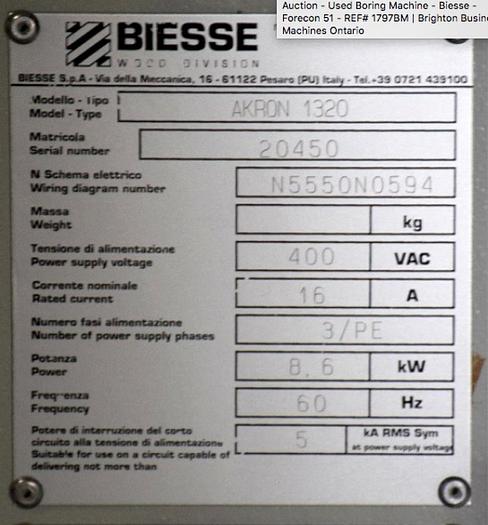 Auction - Used Boring Machine - Biesse -
Forecon 51 - REF# 1797BM | Brighton Busin
Machines Ontario
BIESSE
WOOD DIVISION
BIESSE S.p.A - Via della Meccanica, 16 - 61122 Pesaro (PU) Italy - Tel.+39 0721 439100
Modello - Tipo
Model - Type
AKRON 1320
Matricola
Serial number
20450
N Schema elettrico
Wiring diagram number
N5550N0594
Massa
Weight
kg
Tensione di alimentazione
Power supply voltage
400 VAC
Corrente nominale
Rated current
16 A
Numero fasi alimentazione
Number of power supply phases
3/PE
Potanza
Power
8,6 kW
Frequenza
Frequency
60 Hz
Potere di interruzione del corto
circuito alla tensione di alimentazione
Suitable for use on a circuit capable of
delivering not more than
5 kA RMS Sym
at power supply voltage